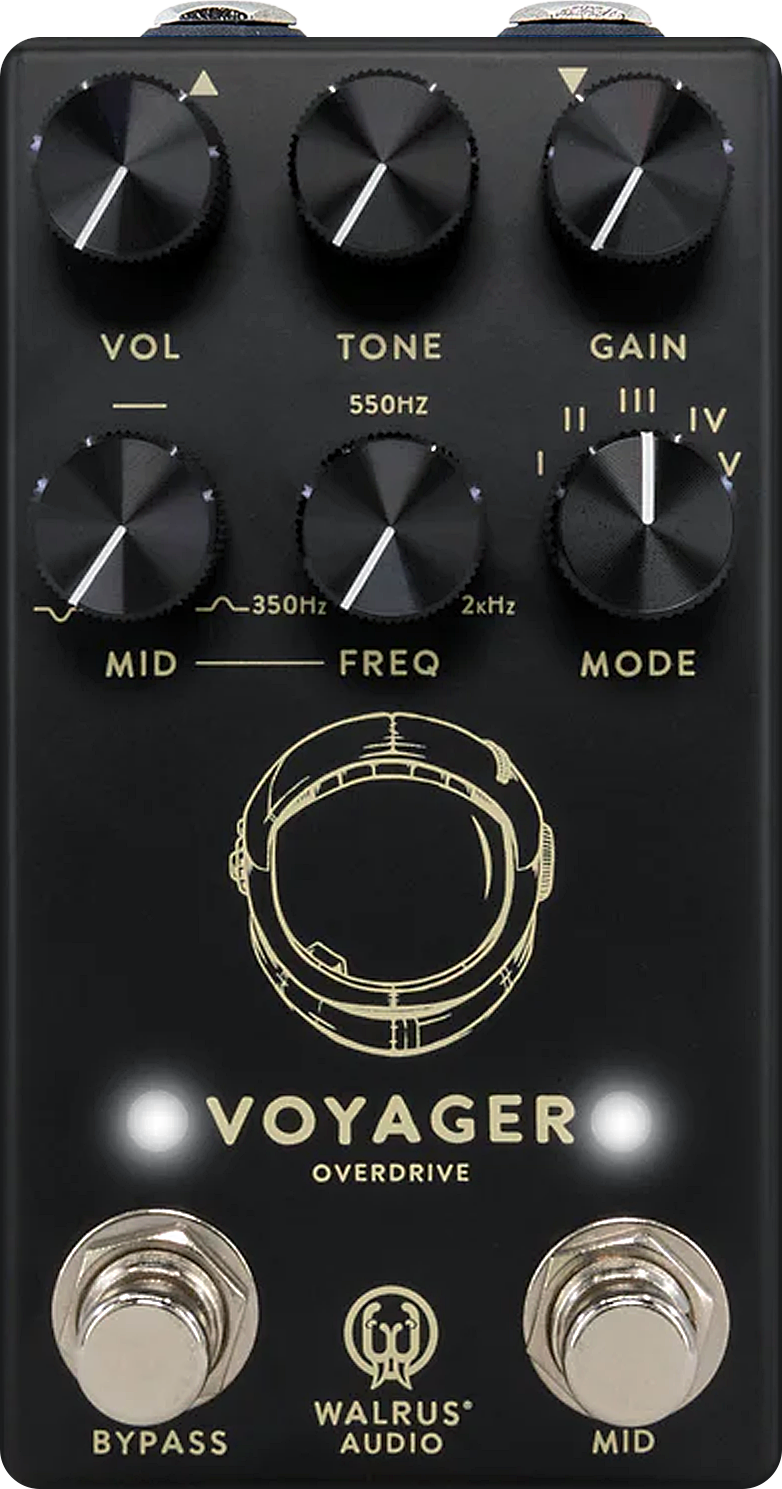 VOL TONE GAIN
550HZ
I II III IV V
350Hz 2KHz
MID FREQ MODE
VOYAGER
OVERDRIVE
WALRUS®
AUDIO
BYPASS MID